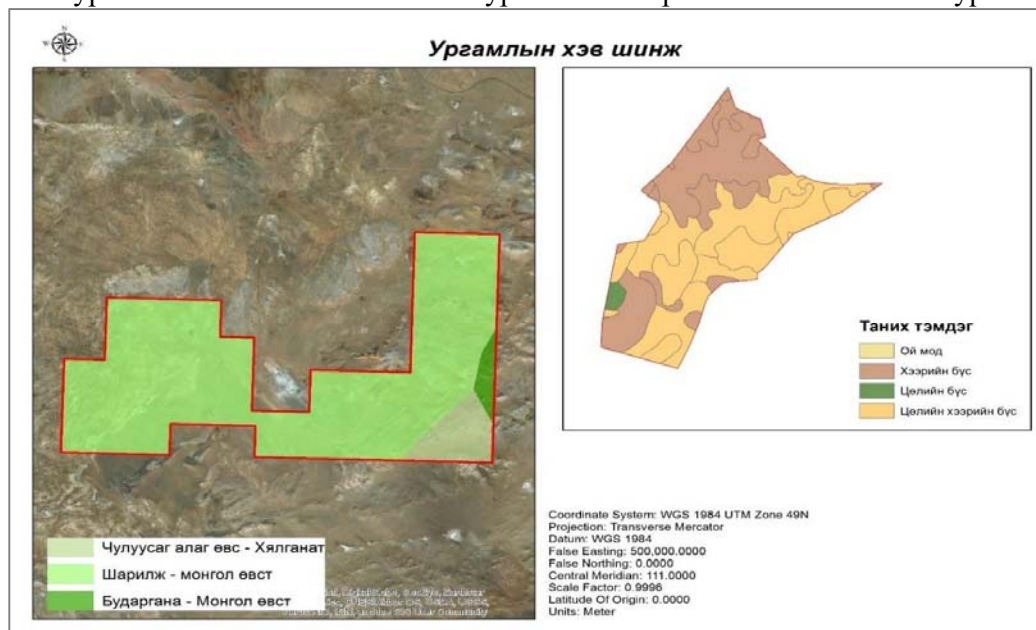 N
W E
S
Ургамлын хэв шинж
Таних тэмдэг
Ой мод
Хээрийн бүс
Цөлийн бүс
Цөлийн хээрийн бүс
Чулуусаг алаг өвс - Хялганат
Шарилж - монгол өвст
Бударгана - Монгол өвст
Coordinate System: WGS 1984 UTM Zone 49N
Projection: Transverse Mercator
Datum: WGS 1984
False Easting: 500,000.0000
False Northing: 0.0000
Central Meridian: 111.0000
Scale Factor: 0.9996
Latitude Of Origin: 0.0000
Units: Meter